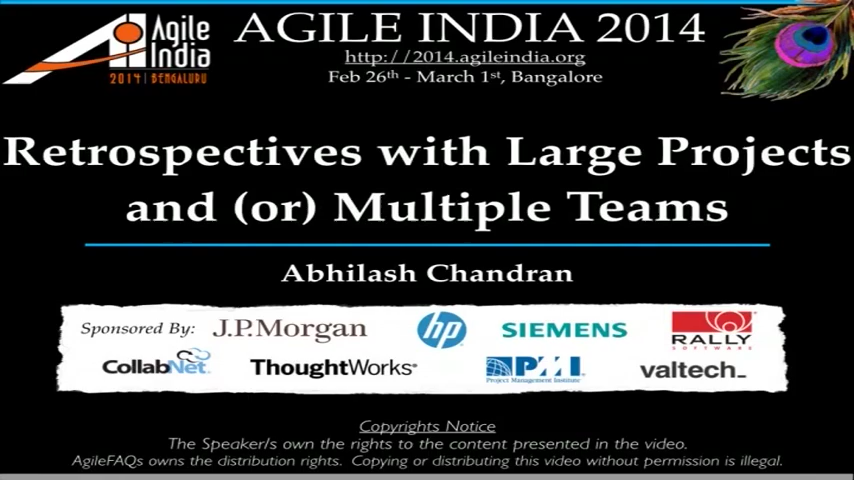 Agile
India
2014 | BENGALURU
AGILE INDIA 2014
http://2014.agileindia.org
Feb 26th - March 1st, Bangalore
Retrospectives with Large Projects
and (or) Multiple Teams
Abhilash Chandran
Sponsored By: J.P.Morgan hp SIEMENS RALLY
SOFTWARE
CollabNet ThoughtWorks® PMI valtech_
Project Management Institute
Copyrights Notice
The Speaker/s own the rights to the content presented in the video.
AgileFAQs owns the distribution rights. Copying or distributing this video without permission is illegal.